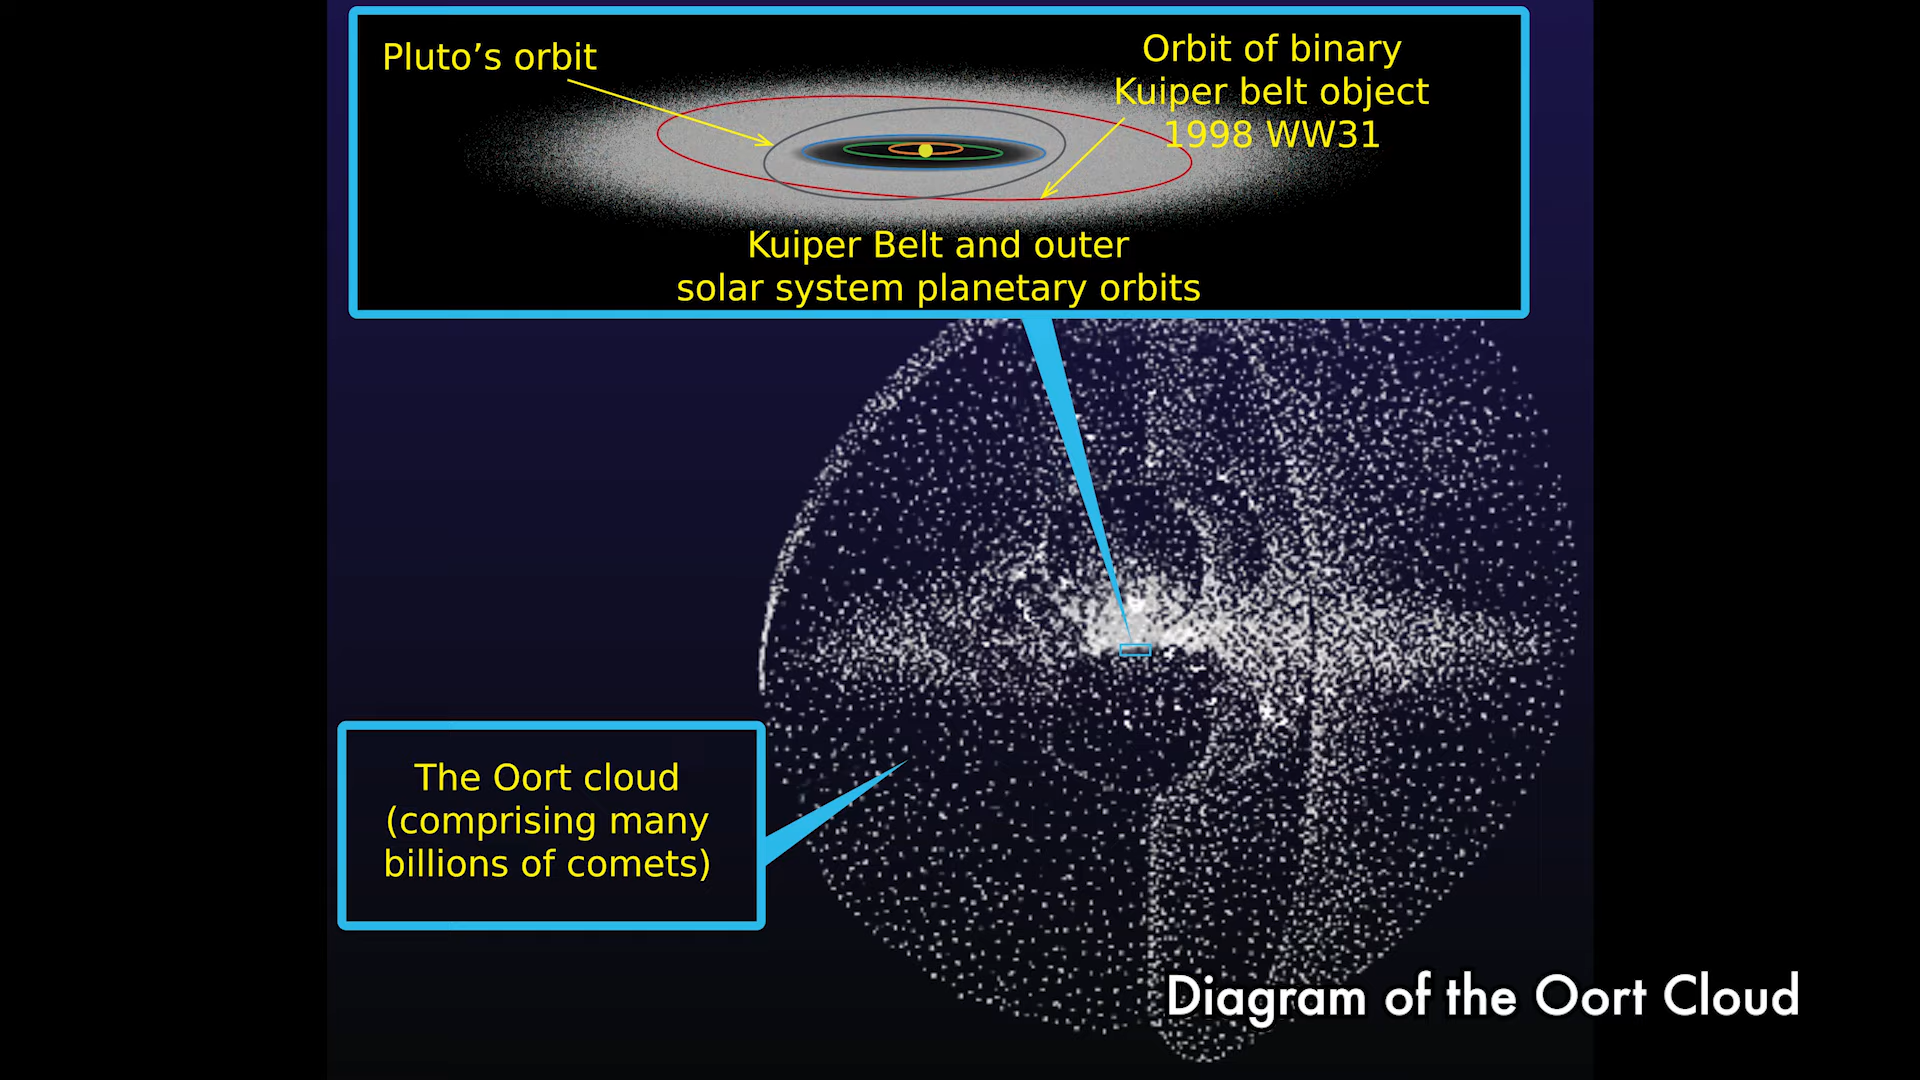 Pluto’s orbit
Orbit of binary
Kuiper belt object
1998 WW31
Kuiper Belt and outer
solar system planetary orbits
The Oort cloud
(comprising many
billions of comets)
Diagram of the Oort Cloud